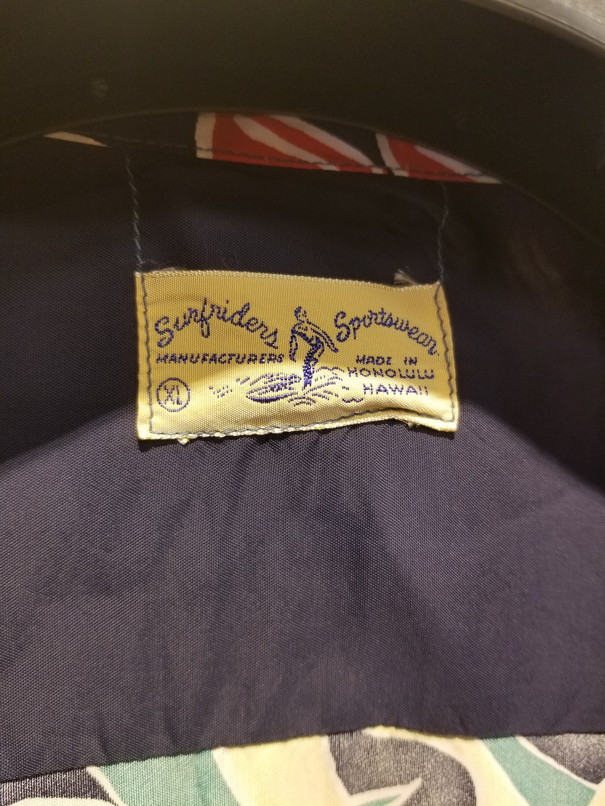 Surfriders Sportswear
MANUFACTURERS MADE IN
HONOLULU
XL HAWAII